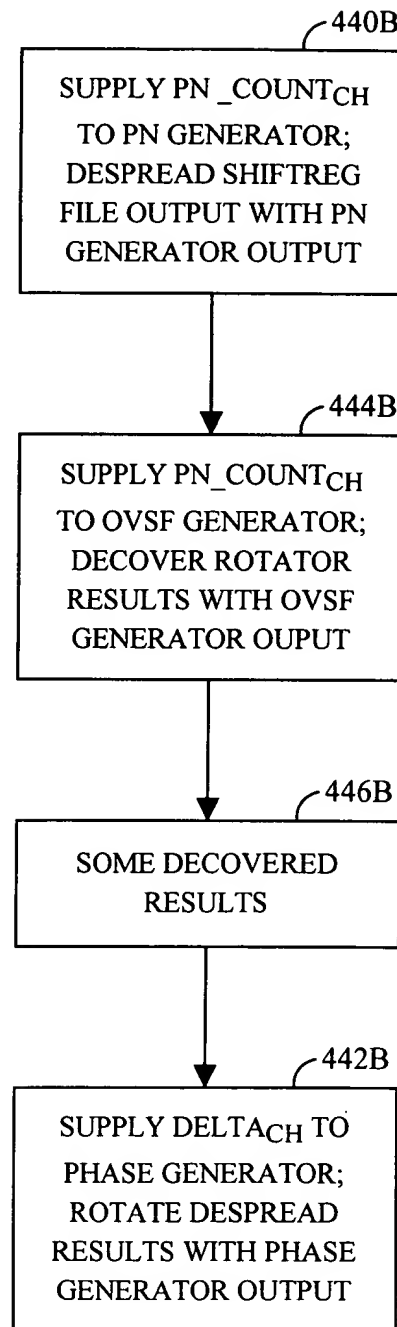 440B
SUPPLY PN _COUNTCH
TO PN GENERATOR;
DESPREAD SHIFTREG
FILE OUTPUT WITH PN
GENERATOR OUTPUT
444B
SUPPLY PN_COUNTCH
TO OVSF GENERATOR;
DECOVER ROTATOR
RESULTS WITH OVSF
GENERATOR OUPUT
446B
SOME DECOVERED
RESULTS
442B
SUPPLY DELTACH TO
PHASE GENERATOR;
ROTATE DESPREAD
RESULTS WITH PHASE
GENERATOR OUTPUT